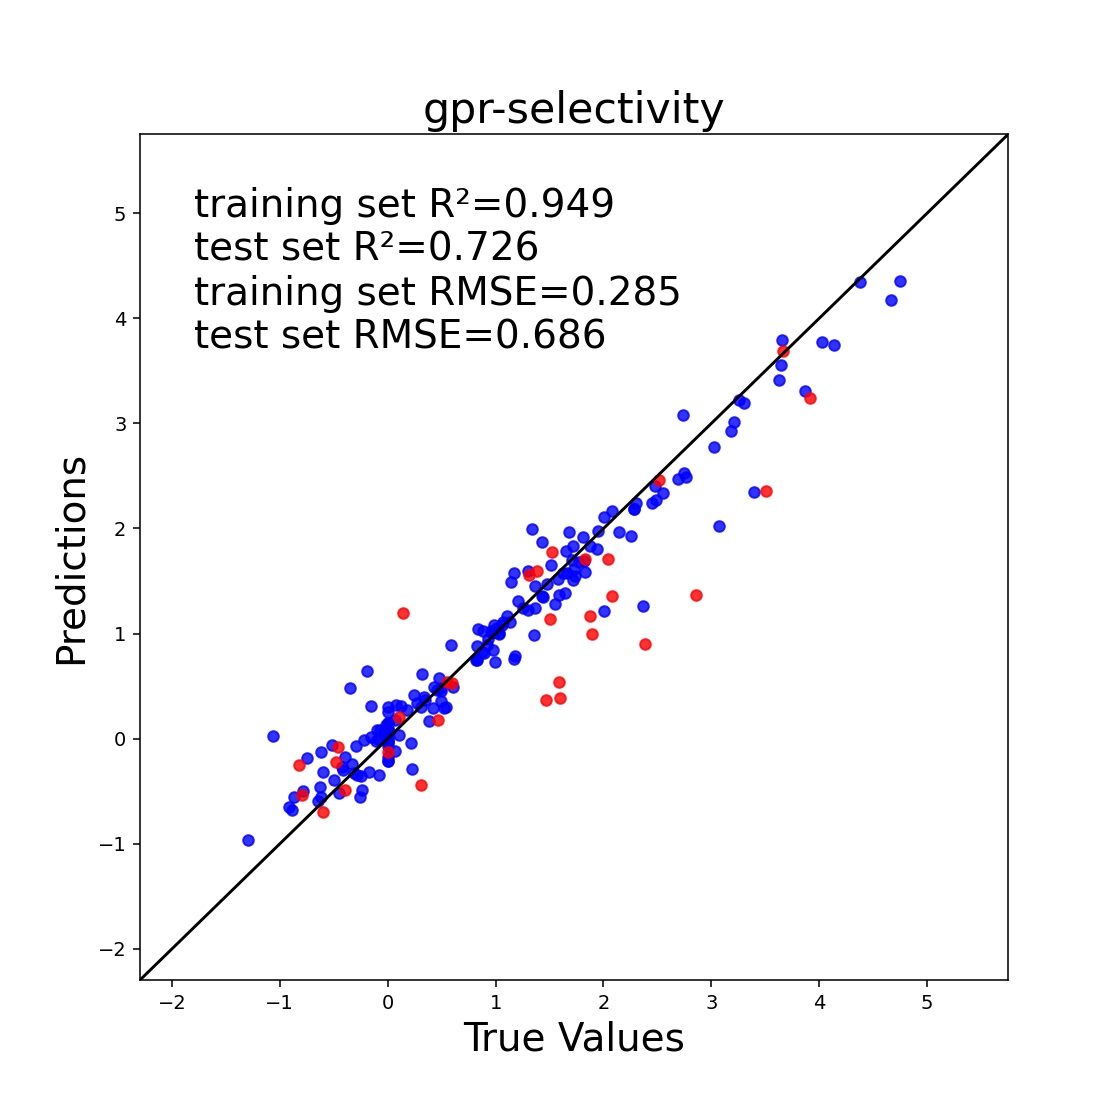 gpr-selectivity
training set R²=0.949
test set R²=0.726
training set RMSE=0.285
test set RMSE=0.686
Predictions
5
4
3
2
1
0
−1
−2
−2 −1 0 1 2 3 4 5
True Values